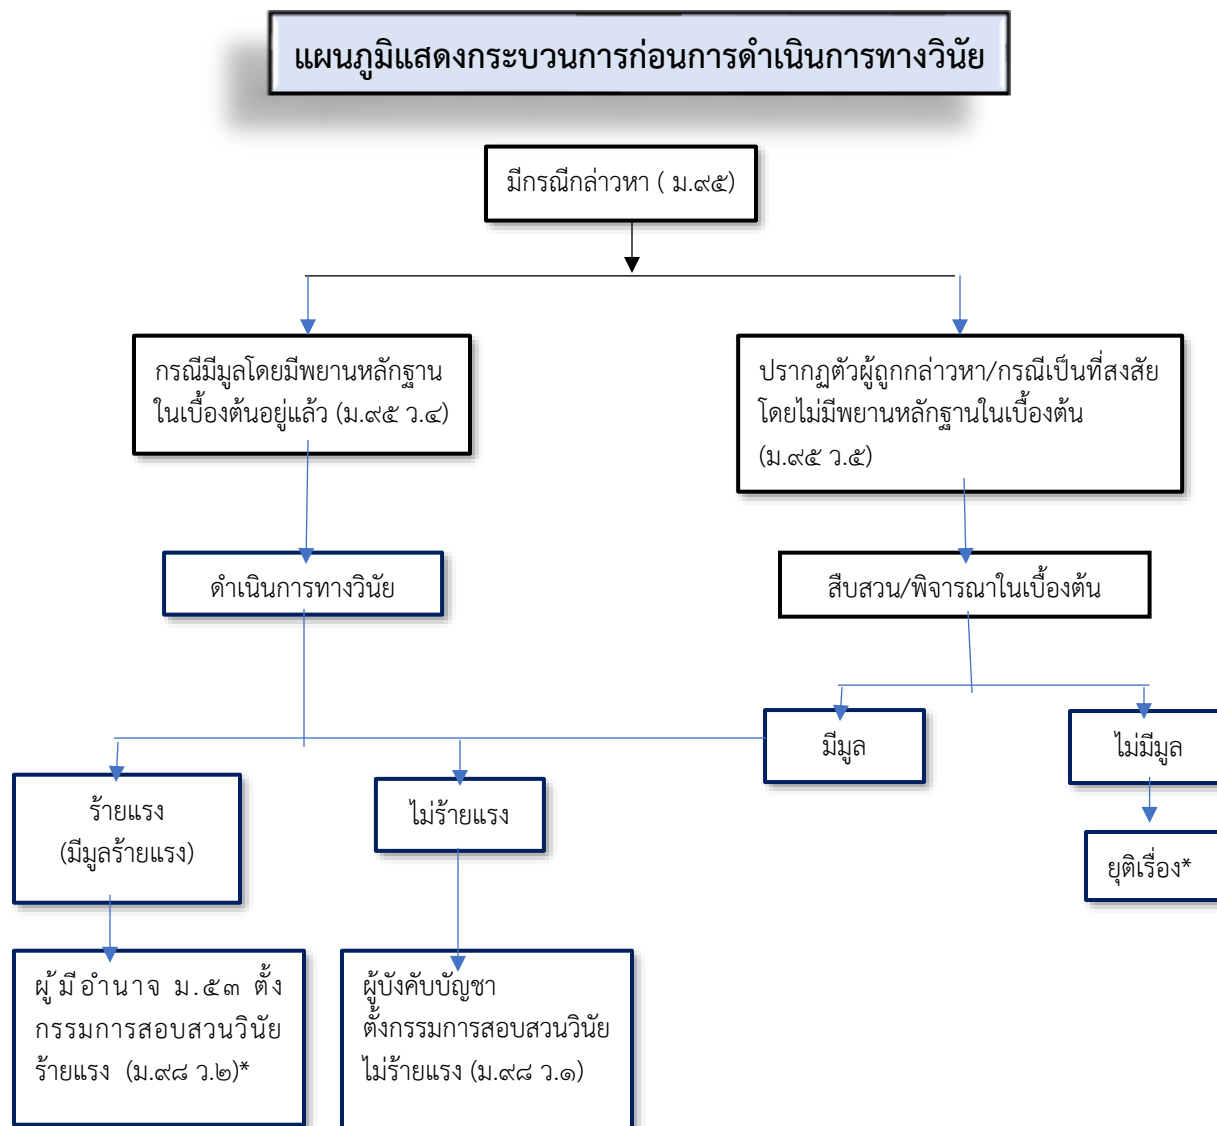 แผนภูมิแสดงกระบวนการก่อนการดำเนินการทางวินัย
มีกรณีกล่าวหา ( ม.๙๕)
กรณีมีมูลโดยมีพยานหลักฐาน
ในเบื้องต้นอยู่แล้ว (ม.๙๕ ว.๔)
ปรากฏตัวผู้ถูกกล่าวหา/กรณีเป็นที่สงสัย
โดยไม่มีพยานหลักฐานในเบื้องต้น
(ม.๙๕ ว.๕)
ดำเนินการทางวินัย
สืบสวน/พิจารณาในเบื้องต้น
มีมูล
ไม่มีมูล
ร้ายแรง
(มีมูลร้ายแรง)
ไม่ร้ายแรง
ยุติเรื่อง*
ผู้มีอำนาจ ม.๕๓ ตั้ง
กรรมการสอบสวนวินัย
ร้ายแรง (ม.๙๘ ว.๒)*
ผู้บังคับบัญชา
ตั้งกรรมการสอบสวนวินัย
ไม่ร้ายแรง (ม.๙๘ ว.๑)